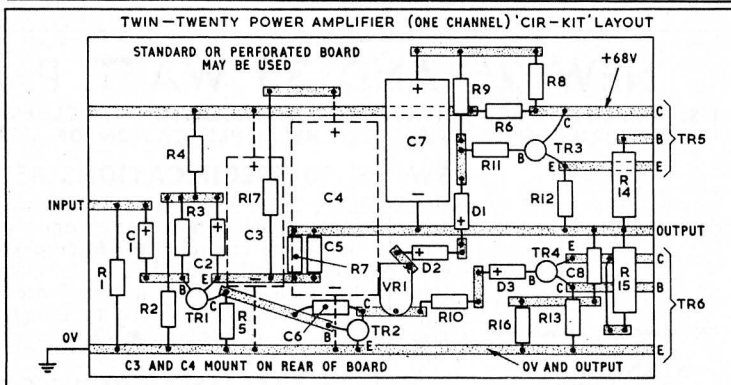 TWIN—TWENTY POWER AMPLIFIER (ONE CHANNEL) 'CIR-KIT' LAYOUT
STANDARD OR PERFORATED BOARD
MAY BE USED
+68V
R9
R8
R6
C
B
E
TR5
R4
C7
R11
B
C
TR3
E
R14
R17
C4
R12
C3
INPUT
R3
C1
C2
C5
D1
OUTPUT
R7
D2
TR4
E
C
B
C8
R15
C
B
E
TR6
R1
B
E
C
TR1
VR1
D3
R2
R5
C6
B
C
E
TR2
R10
R16
R13
0V
C3 AND C4 MOUNT ON REAR OF BOARD
0V AND OUTPUT